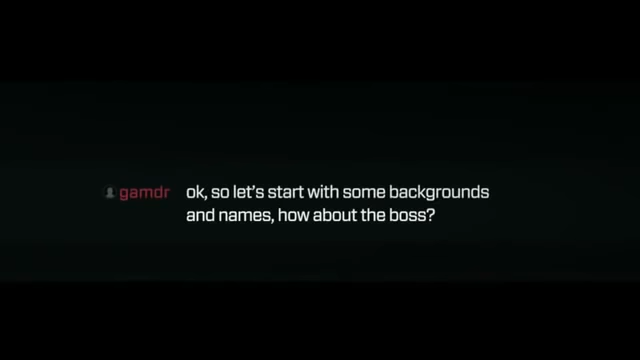 gamdr ok, so let's start with some backgrounds
and names, how about the boss?